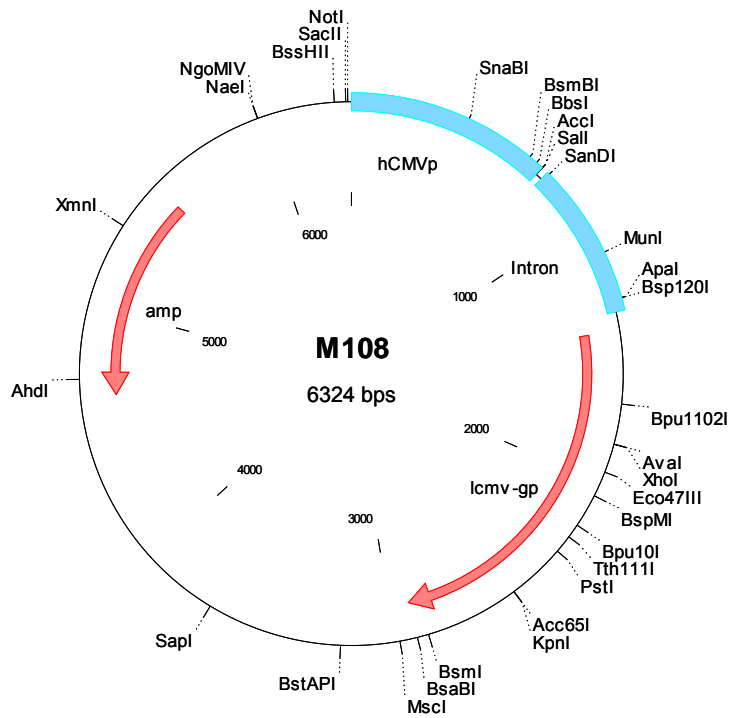 NotI
SacII
BssHII
NgoMIV
NaeI
SnaBI
BsmBI
BbsI
AccI
SalI
SanDI
hCMVp
XmnI
6000
MunI
Intron
ApaI
Bsp120I
1000
amp
5000
M108
6324 bps
AhdI
Bpu1102I
2000
AvaI
XhoI
Eco47III
4000
lcmv-gp
BspMI
3000
Bpu10I
Tth111I
PstI
Acc65I
KpnI
SapI
BsmI
BstAPI
BsaBI
MscI